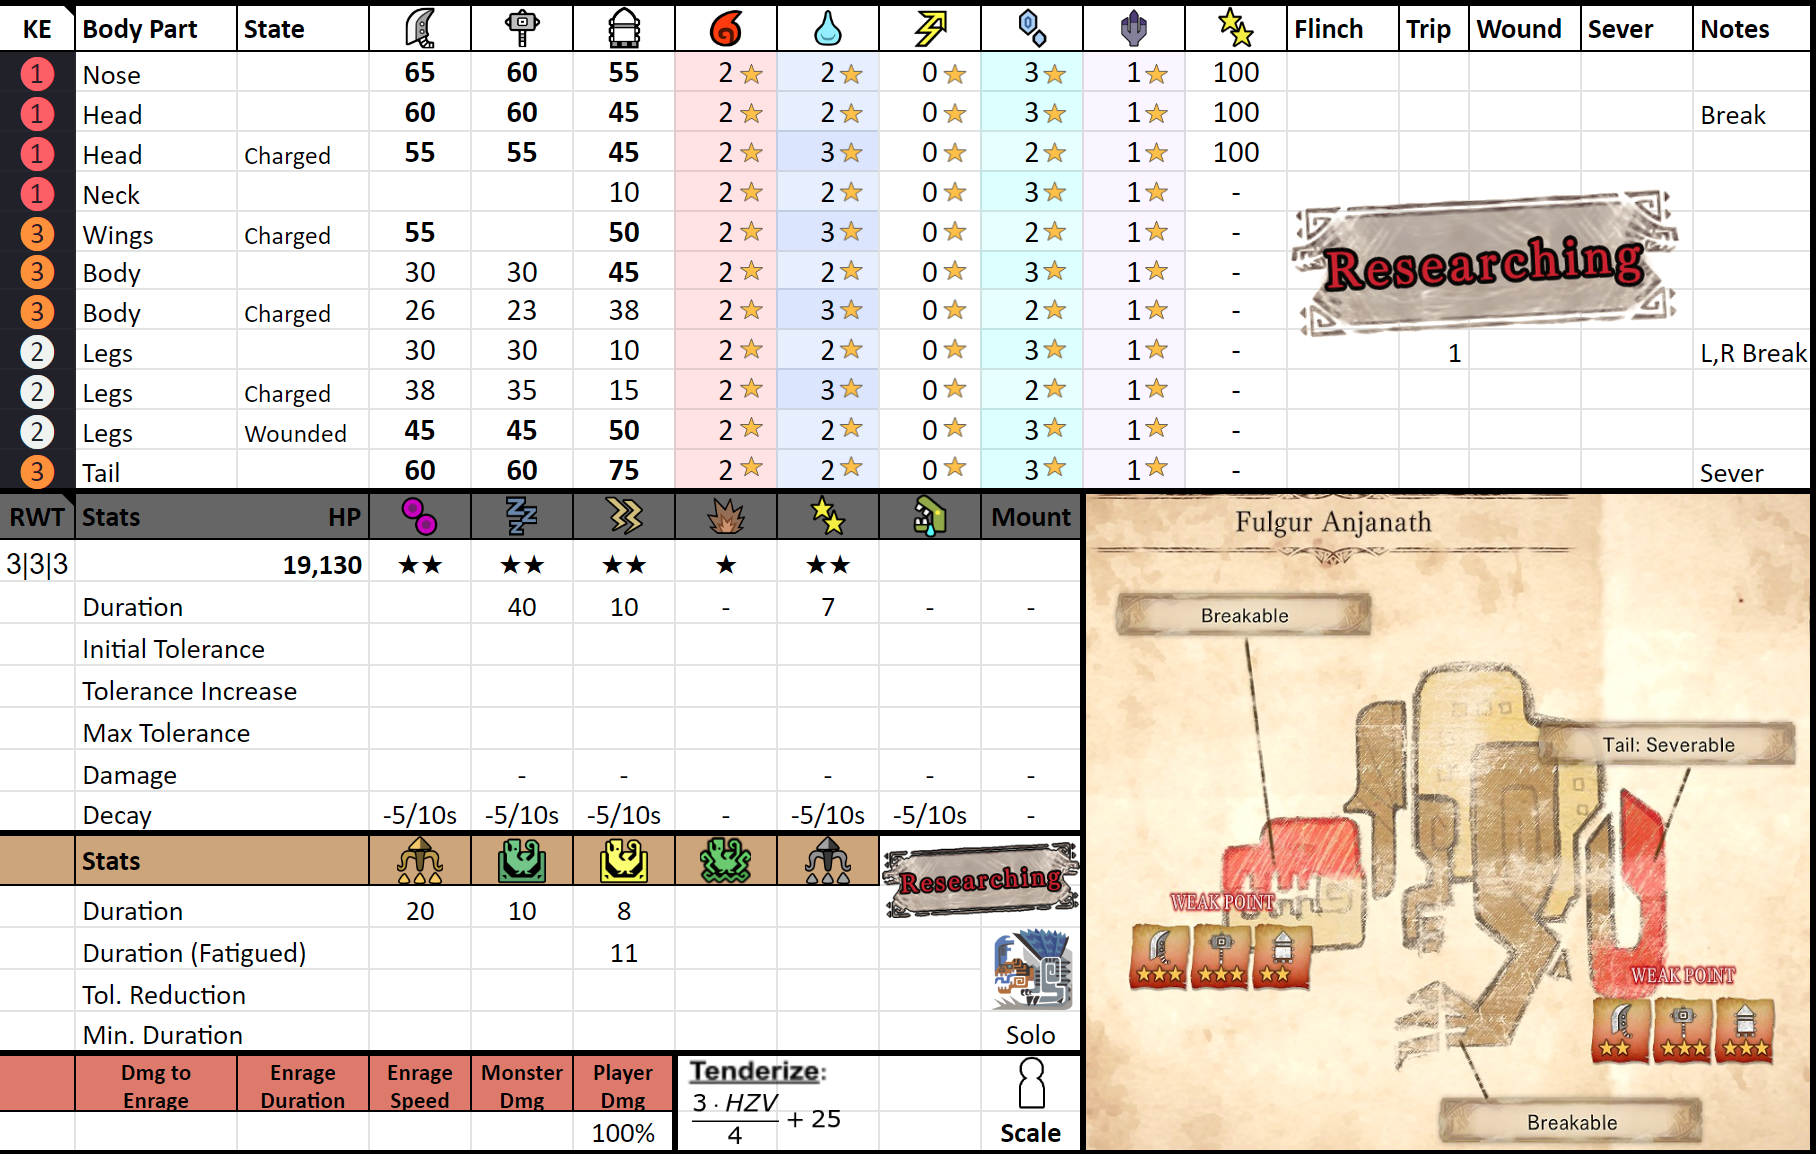 KE Body Part State Flinch Trip Wound Sever Notes
1 Nose 65 60 55 2 2 0 3 1 100
1 Head 60 60 45 2 2 0 3 1 100 Break
1 Head Charged 55 55 45 2 3 0 2 1 100
1 Neck 10 2 2 0 3 1 -
3 Wings Charged 55 50 2 3 0 2 1 -
3 Body 30 30 45 2 2 0 3 1 -
3 Body Charged 26 23 38 2 3 0 2 1 -
2 Legs 30 30 10 2 2 0 3 1 - 1 L,R Break
2 Legs Charged 38 35 15 2 3 0 2 1 -
2 Legs Wounded 45 45 50 2 2 0 3 1 -
3 Tail 60 60 75 2 2 0 3 1 - Sever
Researching
RWT Stats HP Mount
3|3|3 19,130 ★★ ★★ ★★ ★ ★★
Duration 40 10 - 7 - -
Initial Tolerance
Tolerance Increase
Max Tolerance
Damage - - - - -
Decay -5/10s -5/10s -5/10s - -5/10s -5/10s -
Stats
Researching
Duration 20 10 8
Duration (Fatigued) 11
Tol. Reduction
Min. Duration
Solo
Dmg to Enrage
Enrage Duration
Enrage Speed
Monster Dmg
Player Dmg
100%
Tenderize:
3 · HZV
4
+ 25
Scale
Fulgur Anjanath
Breakable
Tail: Severable
WEAK POINT
WEAK POINT
Breakable